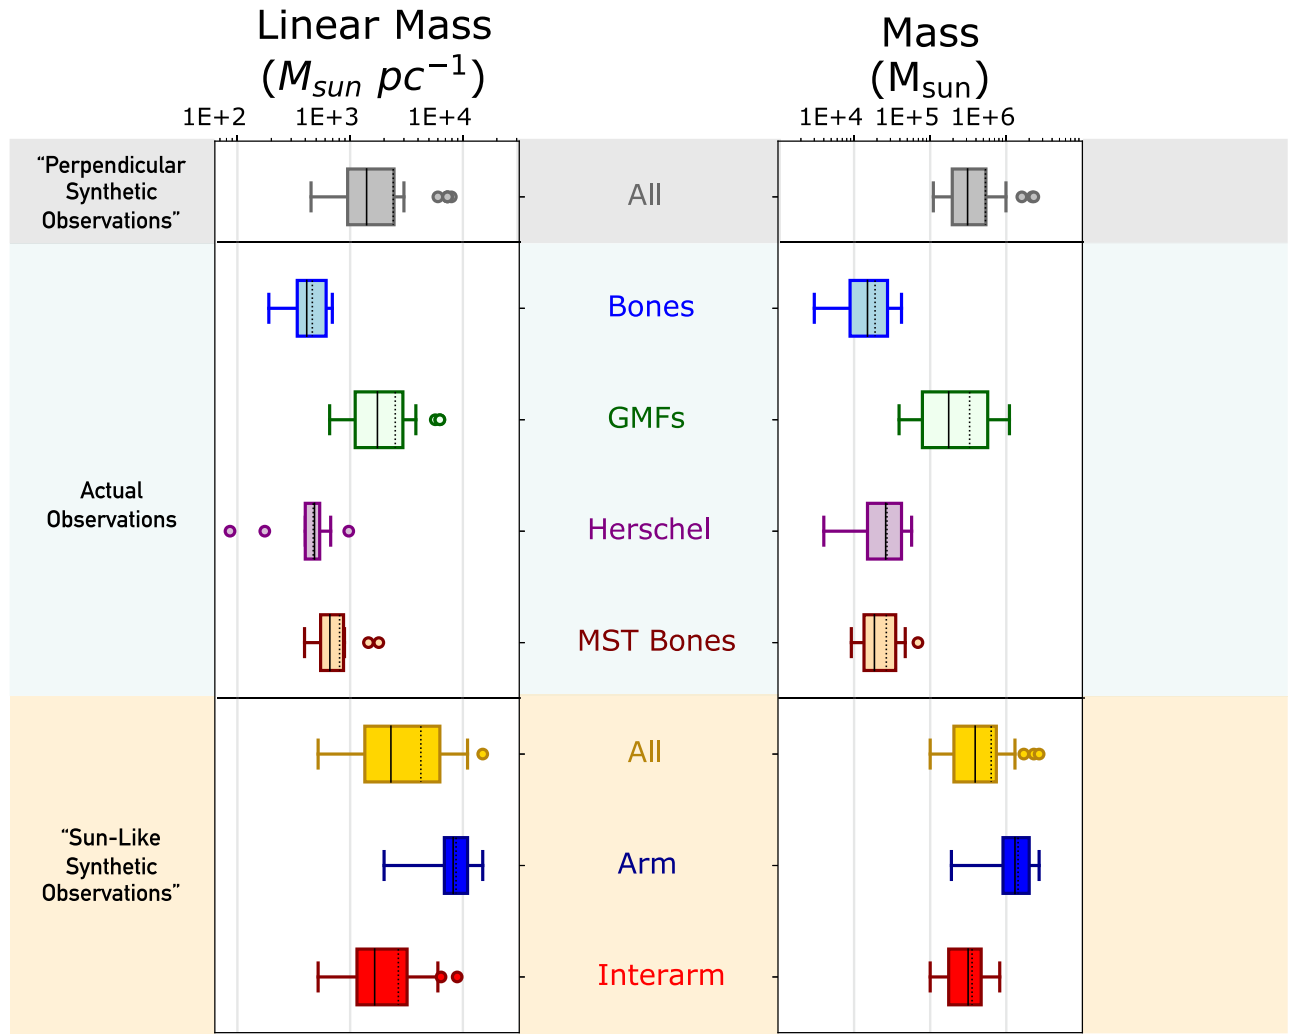 Linear Mass
(M_sun pc⁻¹)
1E+2 1E+3 1E+4
Mass
(M_sun)
1E+4 1E+5 1E+6
“Perpendicular
Synthetic
Observations”
All
Bones
GMFs
Actual
Observations
Herschel
MST Bones
All
“Sun-Like
Synthetic
Observations”
Arm
Interarm